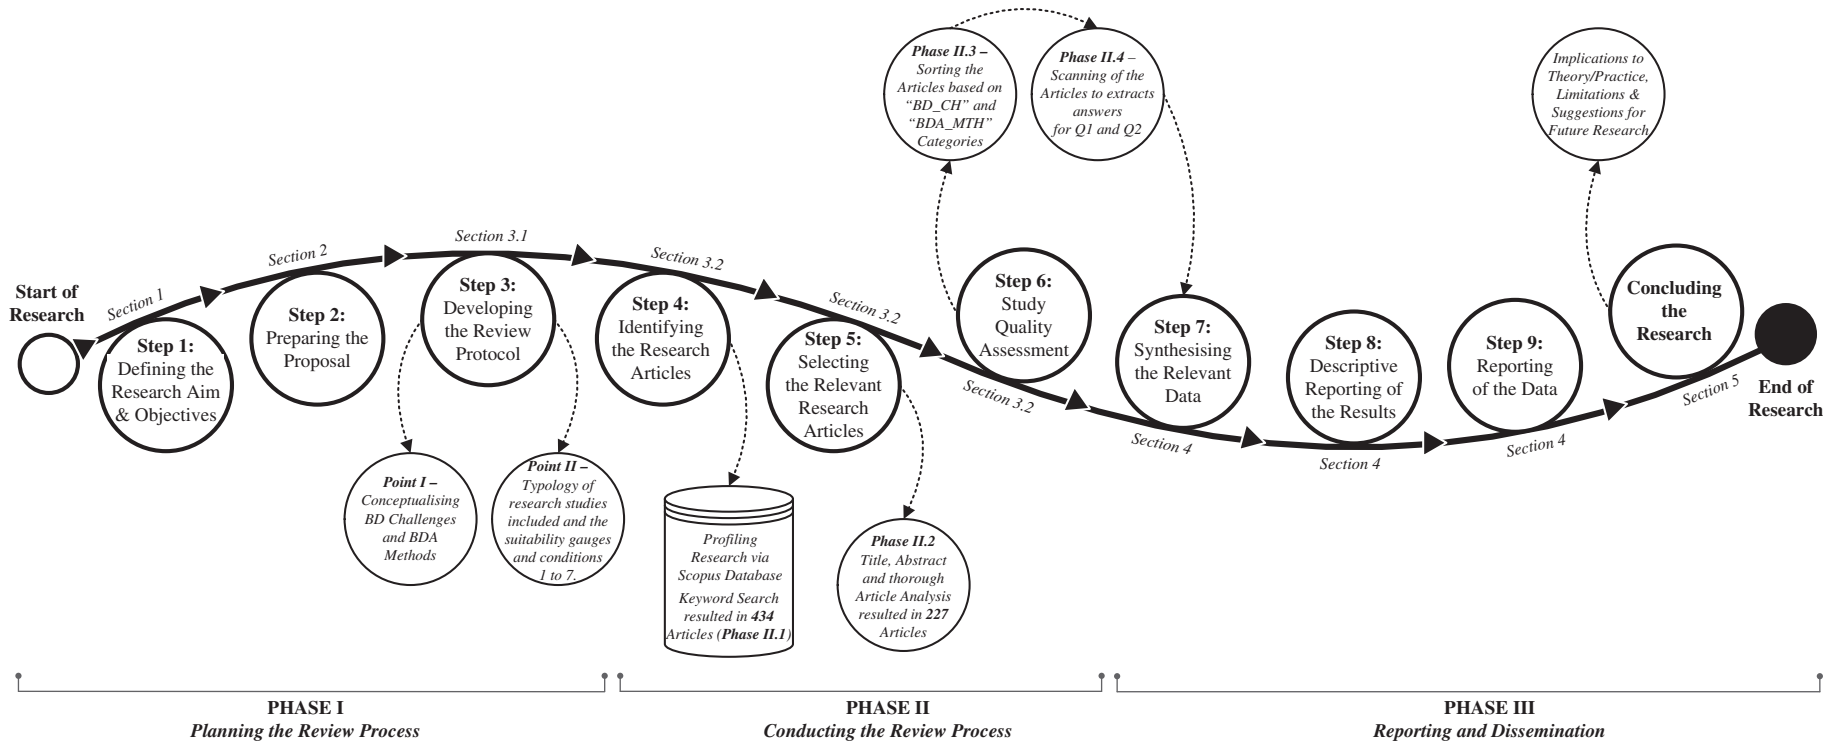 Start of
Research
Section 1
Step 1:
Defining the
Research Aim
& Objectives
Section 2
Step 2:
Preparing the
Proposal
Section 3.1
Step 3:
Developing
the Review
Protocol
Point I –
Conceptualising
BD Challenges
and BDA
Methods
Point II –
Typology of
research studies
included and the
suitability gauges
and conditions
1 to 7.
Section 3.2
Step 4:
Identifying
the Research
Articles
Profiling
Research via
Scopus Database
Keyword Search
resulted in 434
Articles (Phase II.1)
Section 3.2
Step 5:
Selecting
the Relevant
Research
Articles
Phase II.2
Title, Abstract
and thorough
Article Analysis
resulted in 227
Articles
Step 6:
Study
Quality
Assessment
Section 3.2
Phase II.3 –
Sorting the
Articles based on
“BD_CH” and
“BDA_MTH”
Categories
Phase II.4 –
Scanning of the
Articles to extracts
answers
for Q1 and Q2
Step 7:
Synthesising
the Relevant
Data
Section 4
Step 8:
Descriptive
Reporting of
the Results
Section 4
Step 9:
Reporting
of the Data
Section 4
Implications to
Theory/Practice,
Limitations &
Suggestions for
Future Research
Concluding
the
Research
Section 5
End of
Research
PHASE I
Planning the Review Process
PHASE II
Conducting the Review Process
PHASE III
Reporting and Dissemination